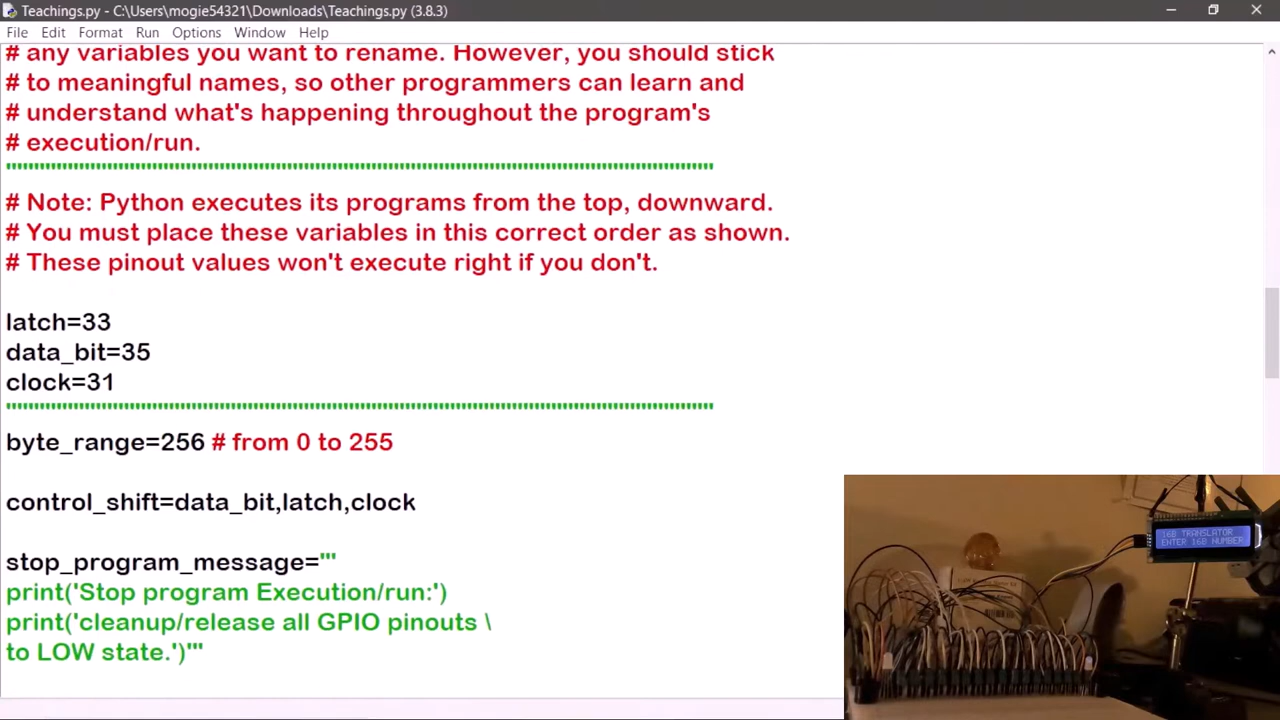 Teachings.py - C:\Users\mogie54321\Downloads\Teachings.py (3.8.3)
File Edit Format Run Options Window Help
# any variables you want to rename. However, you should stick
# to meaningful names, so other programmers can learn and
# understand what's happening throughout the program's
# execution/run.
# Note: Python executes its programs from the top, downward.
# You must place these variables in this correct order as shown.
# These pinout values won't execute right if you don't.
latch=33
data_bit=35
clock=31
byte_range=256 # from 0 to 255
control_shift=data_bit,latch,clock
stop_program_message='''
print('Stop program Execution/run:')
print('cleanup/release all GPIO pinouts \
to LOW state.')'''
16B TRANSLATOR
ENTER 16B NUMBER